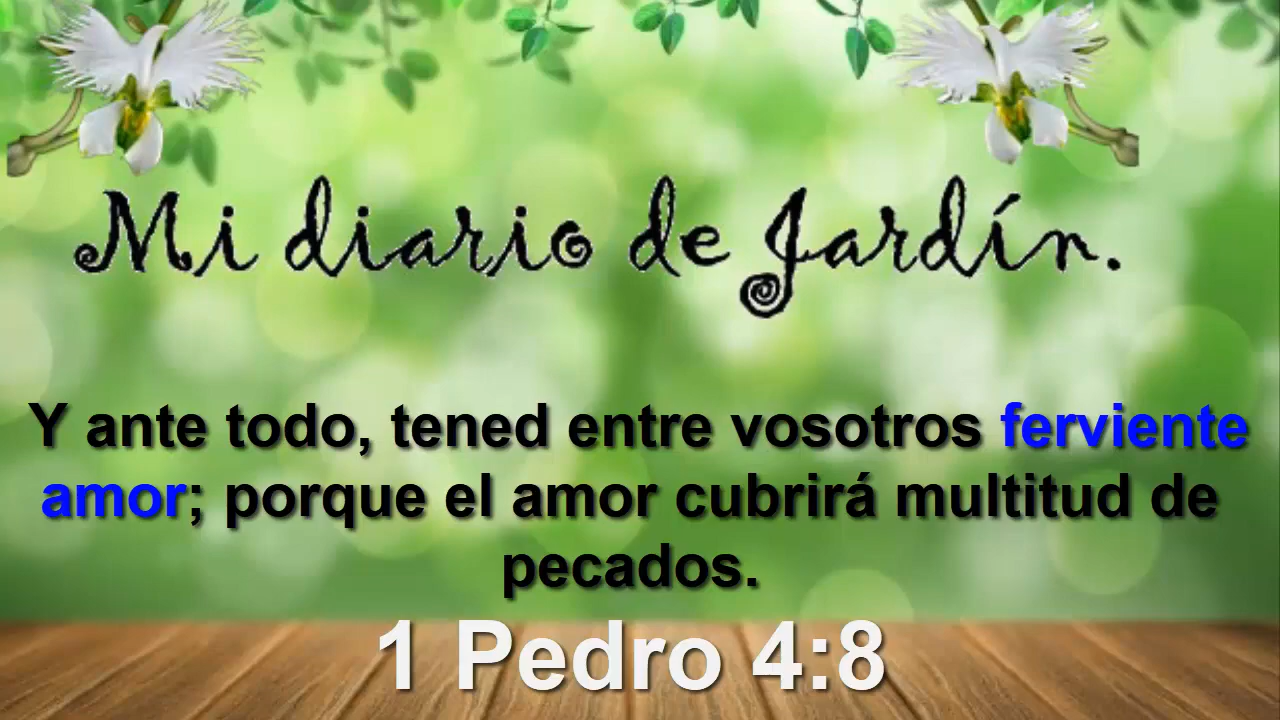 Mi diario de Jardín.
Y ante todo, tened entre vosotros ferviente
amor; porque el amor cubrirá multitud de
pecados.
1 Pedro 4:8